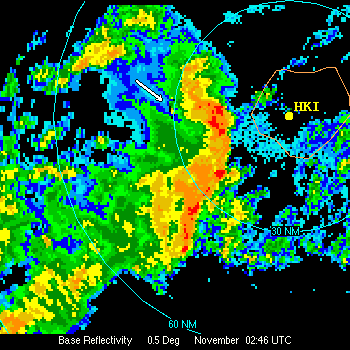 HKI
30 NM
60 NM
Base Reflectivity 0.5 Deg November 02:46 UTC